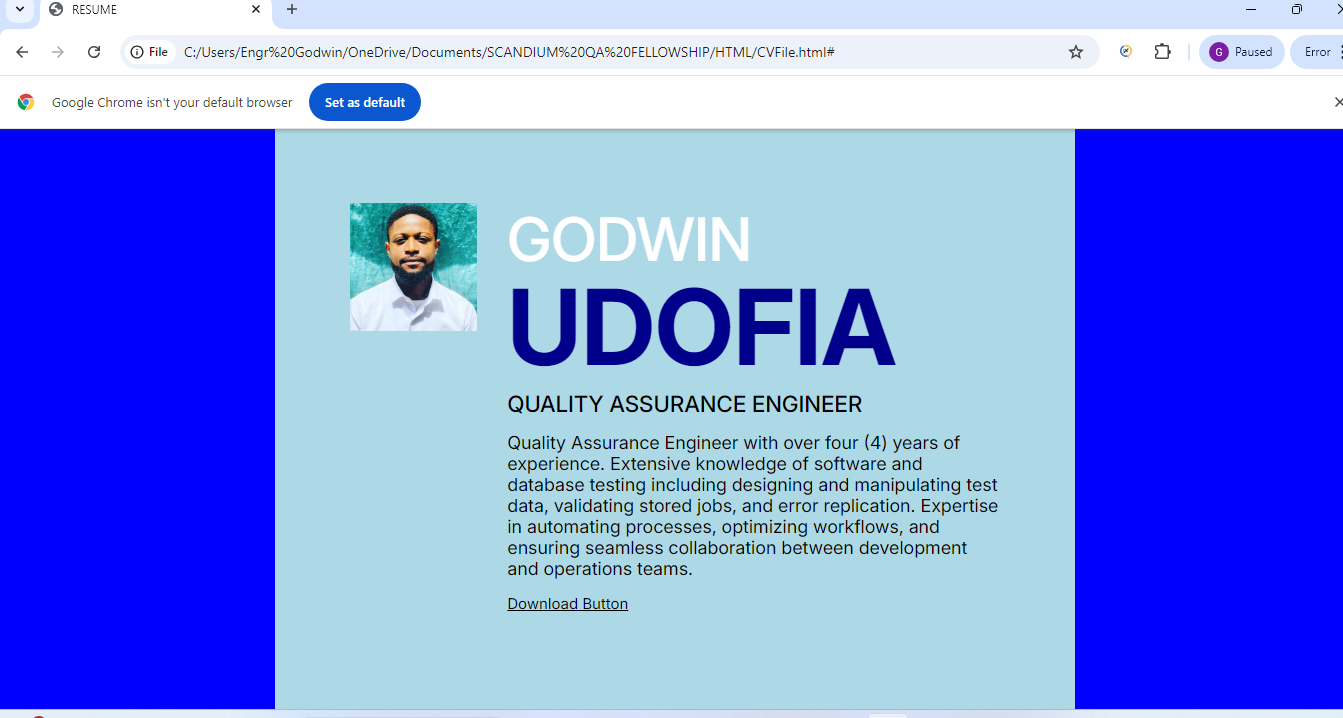 RESUME
File
C:/Users/Engr%20Godwin/OneDrive/Documents/SCANDIUM%20QA%20FELLOWSHIP/HTML/CVFile.html#
G
Paused
Error
Google Chrome isn't your default browser
Set as default
GODWIN
UDOFIA
QUALITY ASSURANCE ENGINEER
Quality Assurance Engineer with over four (4) years of
experience. Extensive knowledge of software and
database testing including designing and manipulating test
data, validating stored jobs, and error replication. Expertise
in automating processes, optimizing workflows, and
ensuring seamless collaboration between development
and operations teams.
Download Button